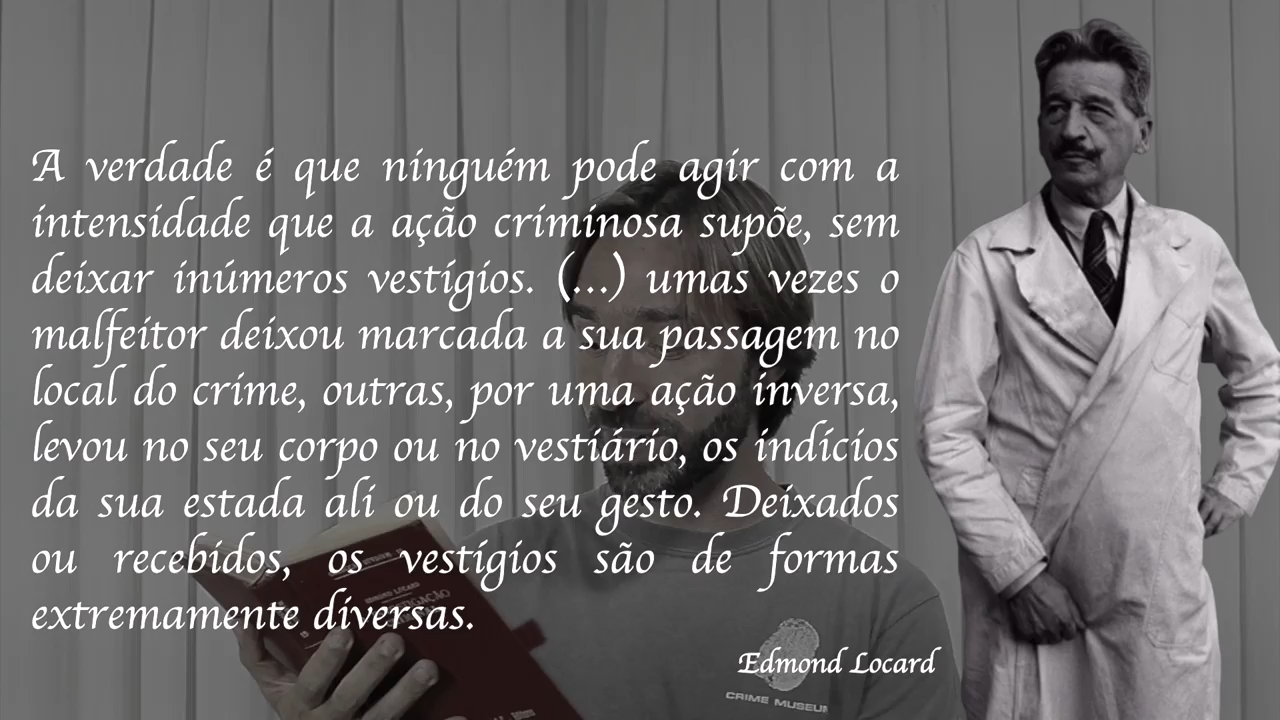 A verdade é que ninguém pode agir com a
intensidade que a ação criminosa supõe, sem
deixar inúmeros vestígios. (...) umas vezes o
malfeitor deixou marcada a sua passagem no
local do crime, outras, por uma ação inversa,
levou no seu corpo ou no vestiário, os indícios
da sua estada ali ou do seu gesto. Deixados
ou recebidos, os vestígios são de formas
extremamente diversas.
Edmond Locard
EDMOND LOCARD
CRIME MUSEUM